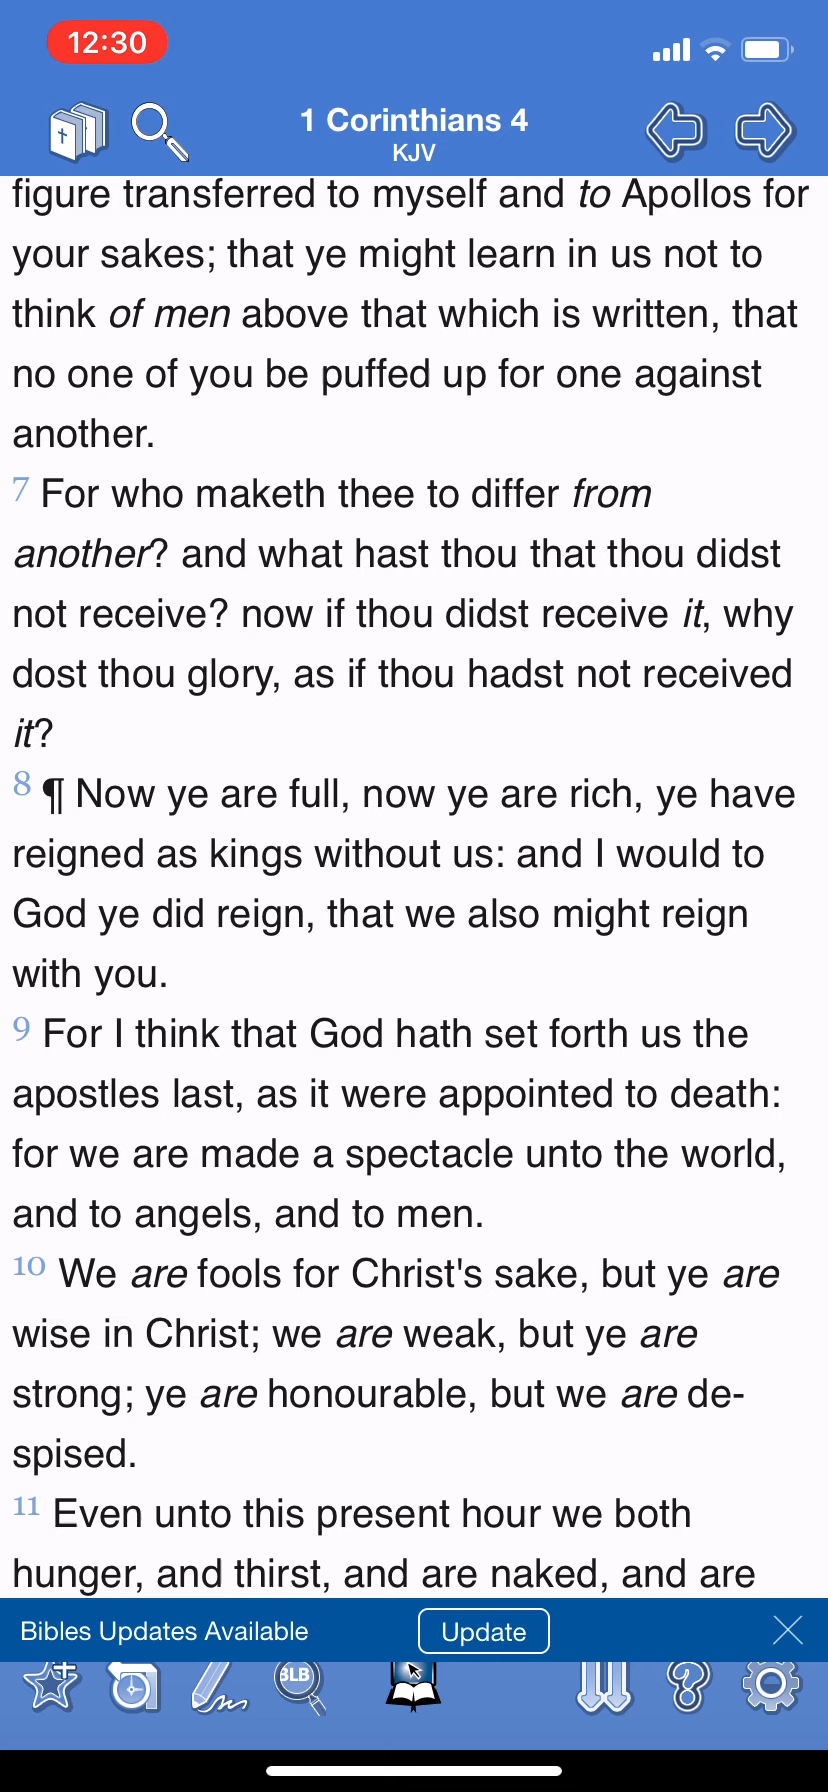 12:30
1 Corinthians 4
KJV
figure transferred to myself and to Apollos for
your sakes; that ye might learn in us not to
think of men above that which is written, that
no one of you be puffed up for one against
another.
7 For who maketh thee to differ from
another? and what hast thou that thou didst
not receive? now if thou didst receive it, why
dost thou glory, as if thou hadst not received
it?
8 ¶ Now ye are full, now ye are rich, ye have
reigned as kings without us: and I would to
God ye did reign, that we also might reign
with you.
9 For I think that God hath set forth us the
apostles last, as it were appointed to death:
for we are made a spectacle unto the world,
and to angels, and to men.
10 We are fools for Christ's sake, but ye are
wise in Christ; we are weak, but ye are
strong; ye are honourable, but we are de-
spised.
11 Even unto this present hour we both
hunger, and thirst, and are naked, and are
Bibles Updates Available Update
BLB